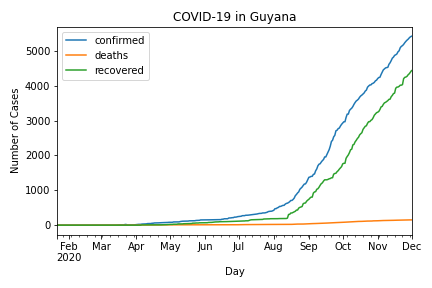 COVID-19 in Guyana
confirmed
deaths
recovered
Number of Cases
5000
4000
3000
2000
1000
0
Feb Mar Apr May Jun Jul Aug Sep Oct Nov Dec
2020
Day